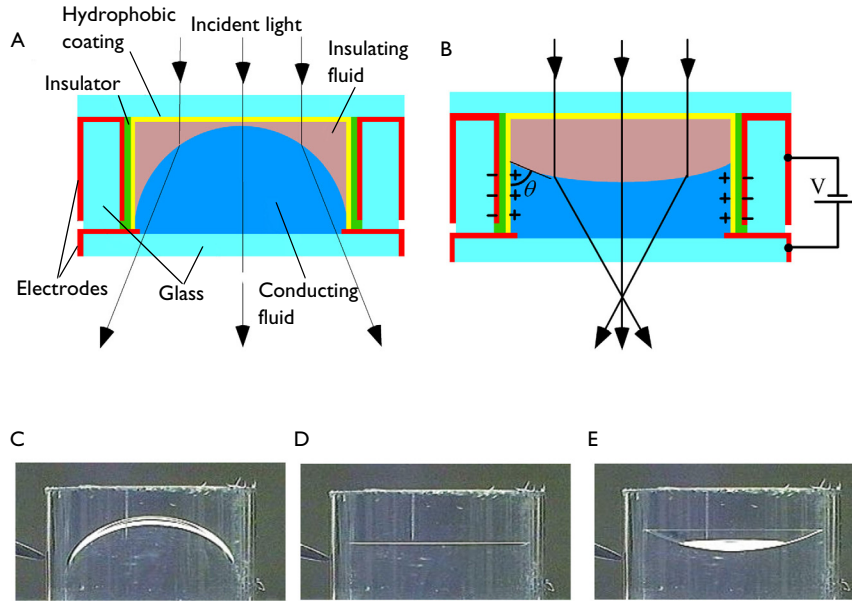 A
Hydrophobic
coating
Incident light
Insulating
fluid
Insulator
Electrodes
Glass
Conducting
fluid
B
θ
V
C
D
E